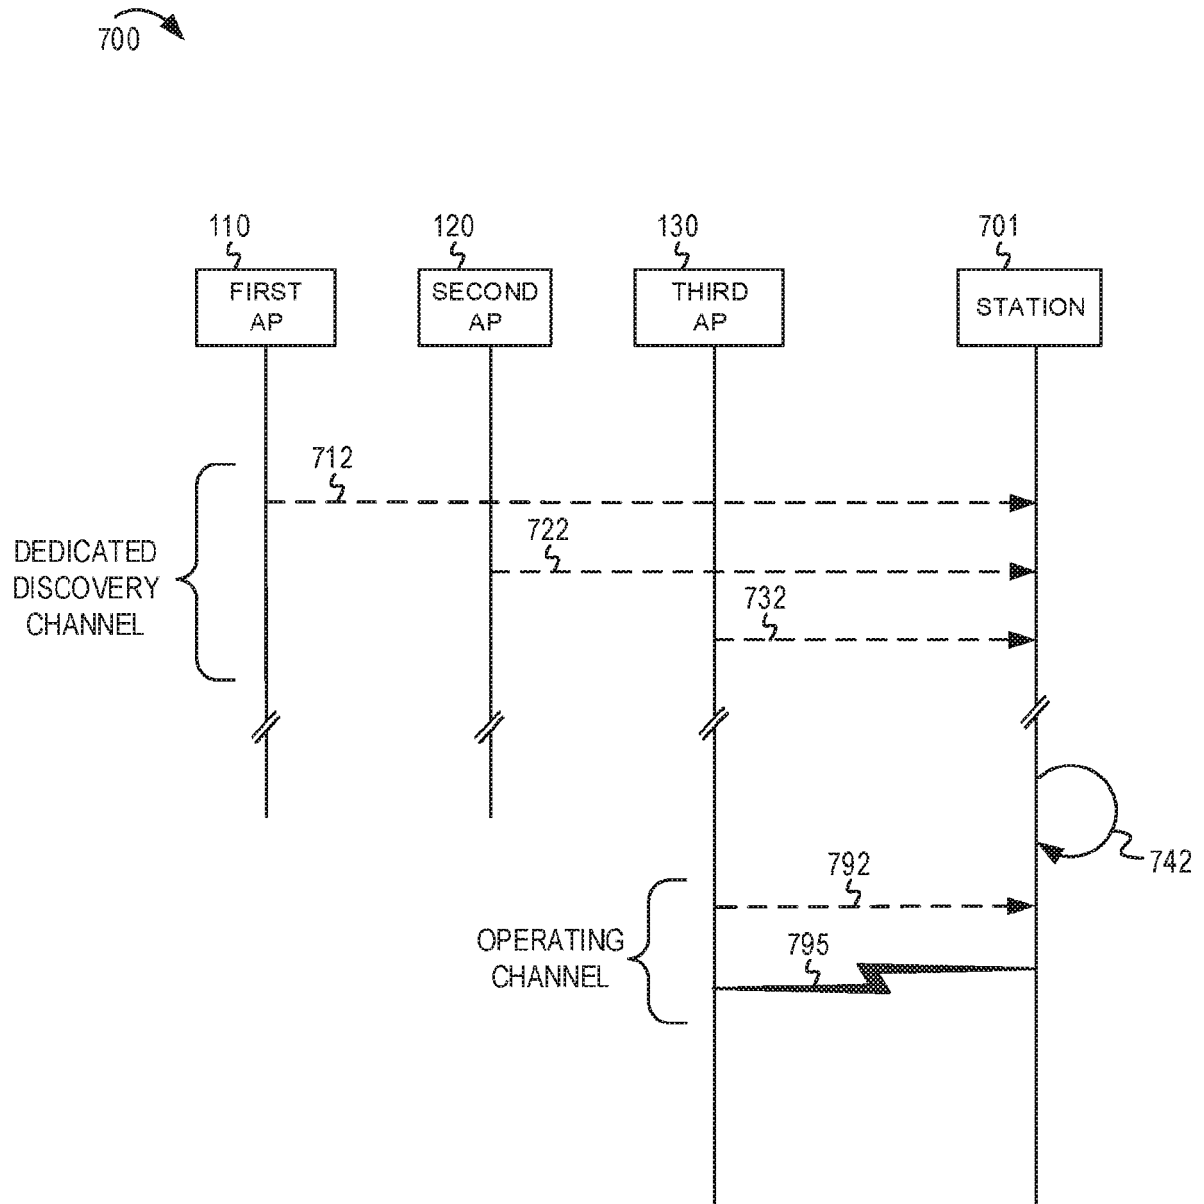 700
110
120
130
701
FIRST
AP
SECOND
AP
THIRD
AP
STATION
712
722
732
DEDICATED
DISCOVERY
CHANNEL
742
792
795
OPERATING
CHANNEL